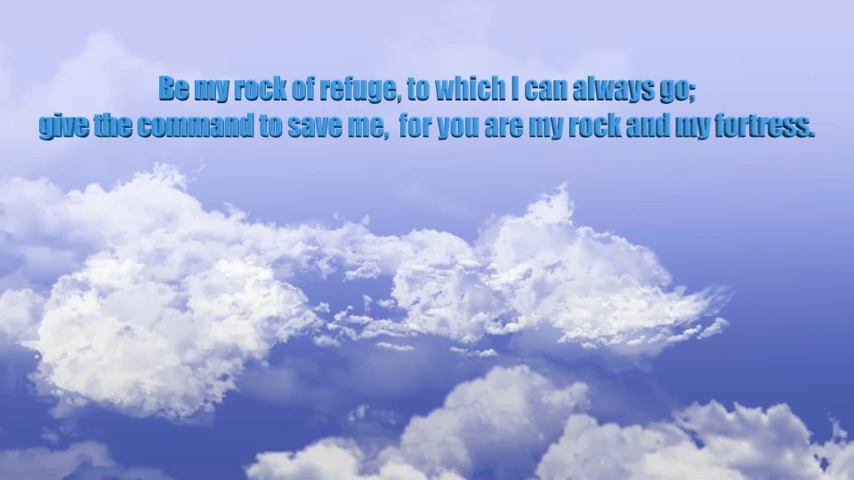 Be my rock of refuge, to which I can always go;
give the command to save me,  for you are my rock and my fortress.